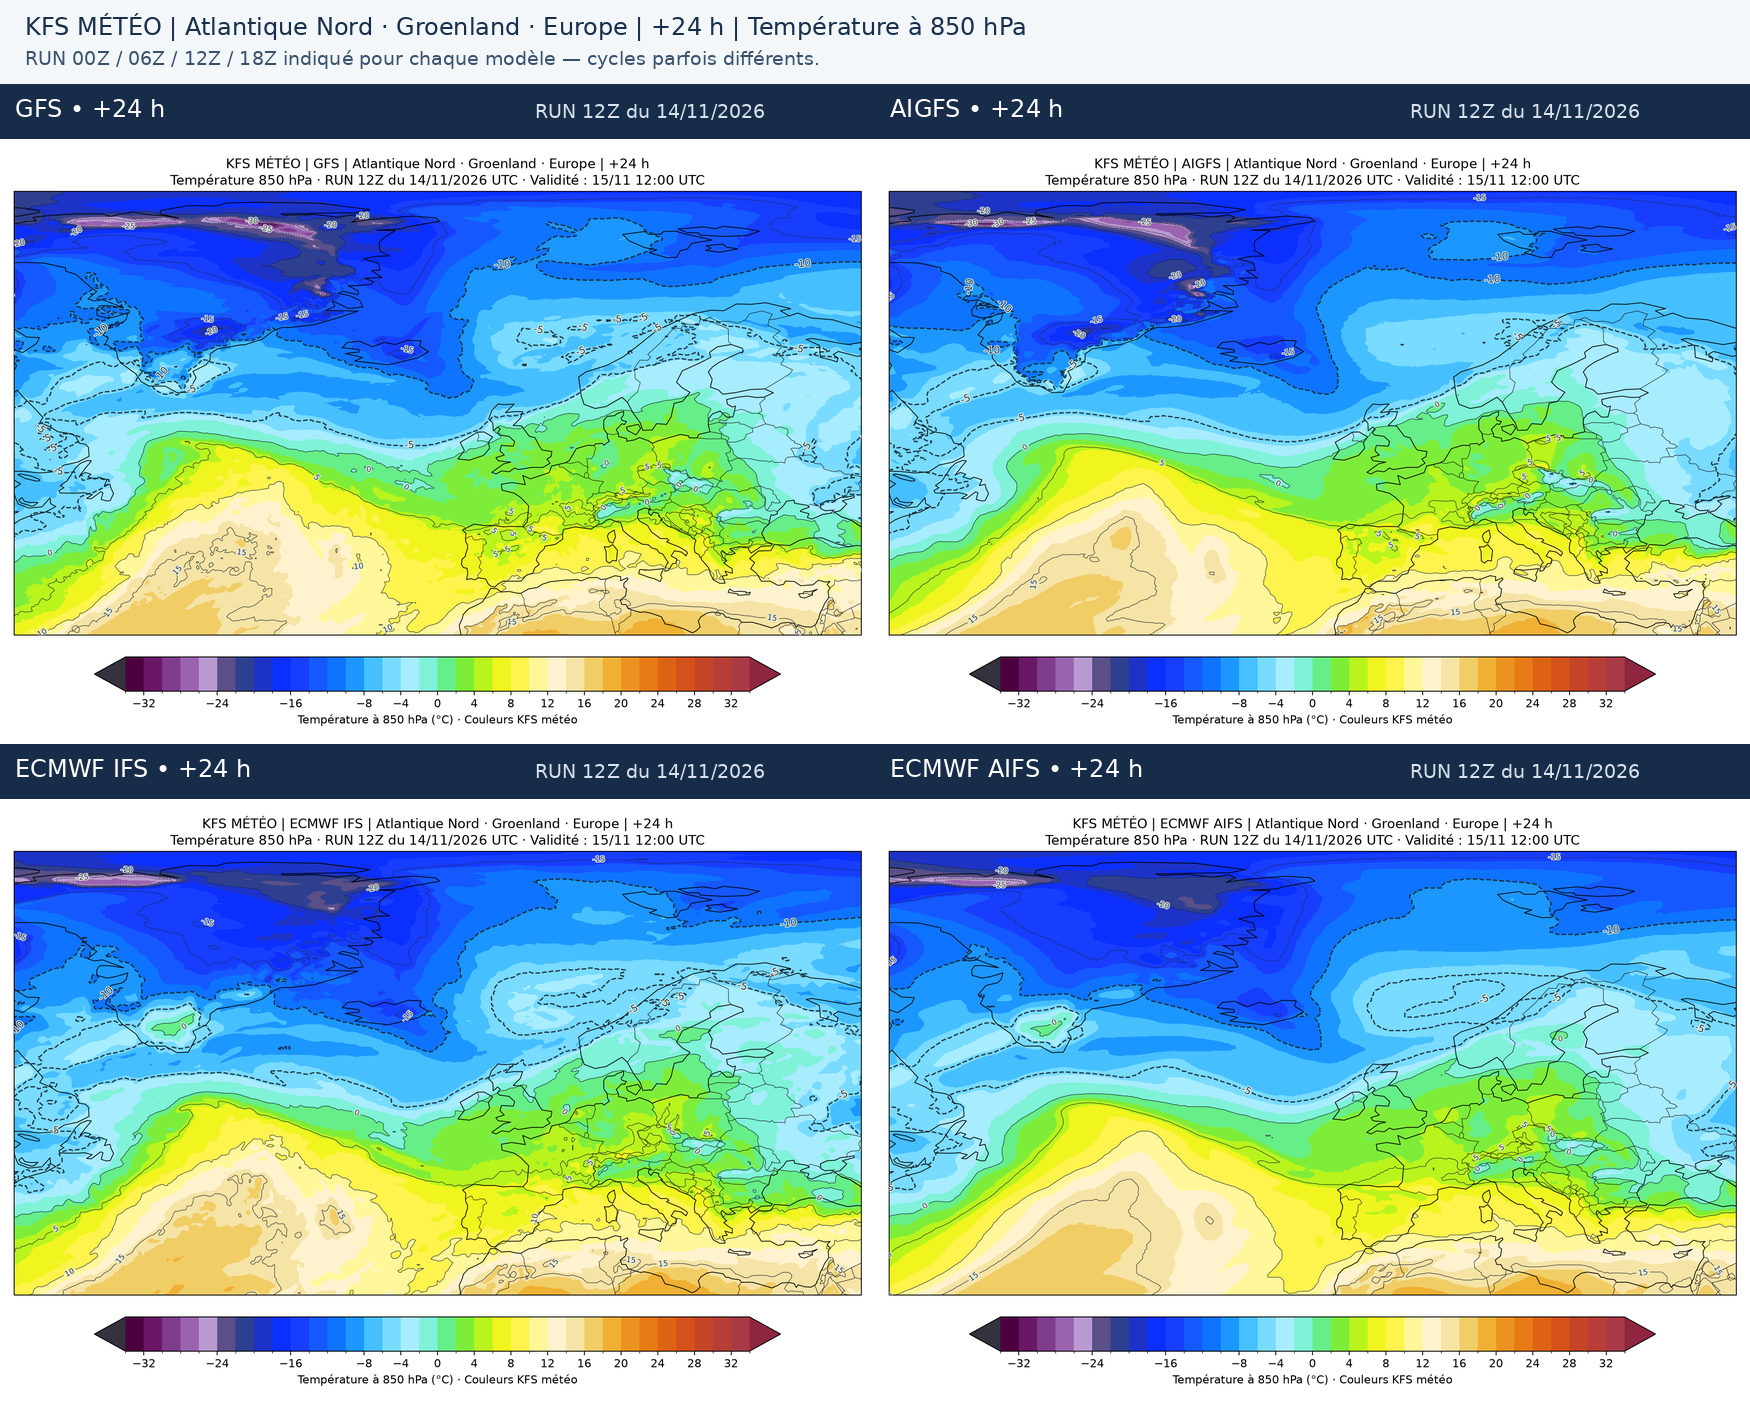 KFS MÉTÉO | Atlantique Nord · Groenland · Europe | +24 h | Température à 850 hPa
RUN 00Z / 06Z / 12Z / 18Z indiqué pour chaque modèle — cycles parfois différents.
GFS • +24 h
RUN 12Z du 14/11/2026
AIGFS • +24 h
RUN 12Z du 14/11/2026
KFS MÉTÉO | GFS | Atlantique Nord · Groenland · Europe | +24 h
Température 850 hPa · RUN 12Z du 14/11/2026 UTC · Validité : 15/11 12:00 UTC
KFS MÉTÉO | AIGFS | Atlantique Nord · Groenland · Europe | +24 h
Température 850 hPa · RUN 12Z du 14/11/2026 UTC · Validité : 15/11 12:00 UTC
−32 −24 −16 −8 −4 0 4 8 12 16 20 24 28 32
Température à 850 hPa (°C) · Couleurs KFS météo
−32 −24 −16 −8 −4 0 4 8 12 16 20 24 28 32
Température à 850 hPa (°C) · Couleurs KFS météo
ECMWF IFS • +24 h
RUN 12Z du 14/11/2026
ECMWF AIFS • +24 h
RUN 12Z du 14/11/2026
KFS MÉTÉO | ECMWF IFS | Atlantique Nord · Groenland · Europe | +24 h
Température 850 hPa · RUN 12Z du 14/11/2026 UTC · Validité : 15/11 12:00 UTC
KFS MÉTÉO | ECMWF AIFS | Atlantique Nord · Groenland · Europe | +24 h
Température 850 hPa · RUN 12Z du 14/11/2026 UTC · Validité : 15/11 12:00 UTC
−32 −24 −16 −8 −4 0 4 8 12 16 20 24 28 32
Température à 850 hPa (°C) · Couleurs KFS météo
−32 −24 −16 −8 −4 0 4 8 12 16 20 24 28 32
Température à 850 hPa (°C) · Couleurs KFS météo